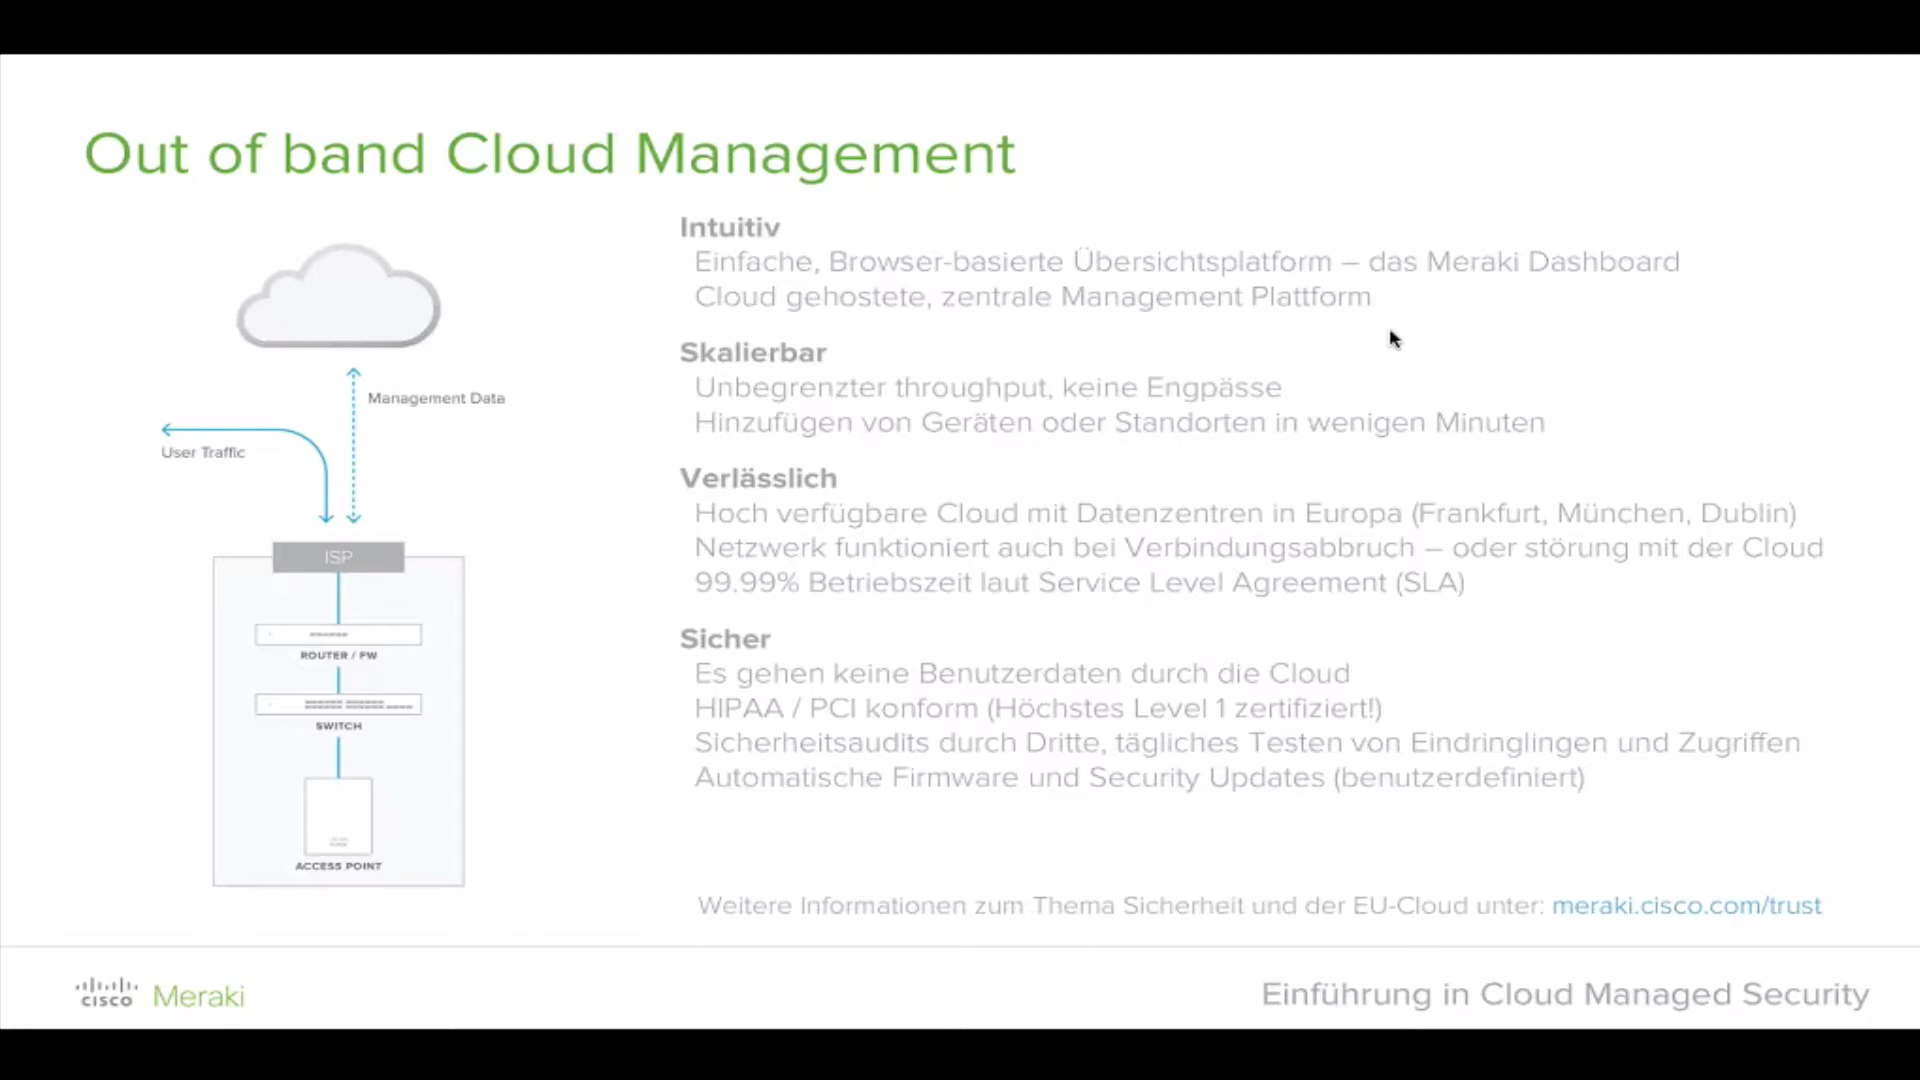 Out of band Cloud Management
Intuitiv
Einfache, Browser-basierte Übersichtsplatform – das Meraki Dashboard
Cloud gehostete, zentrale Management Plattform
Skalierbar
Unbegrenzter throughput, keine Engpässe
Hinzufügen von Geräten oder Standorten in wenigen Minuten
Verlässlich
Hoch verfügbare Cloud mit Datenzentren in Europa (Frankfurt, München, Dublin)
Netzwerk funktioniert auch bei Verbindungsabbruch – oder störung mit der Cloud
99.99% Betriebszeit laut Service Level Agreement (SLA)
Sicher
Es gehen keine Benutzerdaten durch die Cloud
HIPAA / PCI konform (Höchstes Level 1 zertifiziert!)
Sicherheitsaudits durch Dritte, tägliches Testen von Eindringlingen und Zugriffen
Automatische Firmware und Security Updates (benutzerdefiniert)
Weitere Informationen zum Thema Sicherheit und der EU-Cloud unter: meraki.cisco.com/trust
Management Data
User Traffic
ISP
ROUTER / FW
SWITCH
ACCESS POINT
cisco Meraki
Einführung in Cloud Managed Security